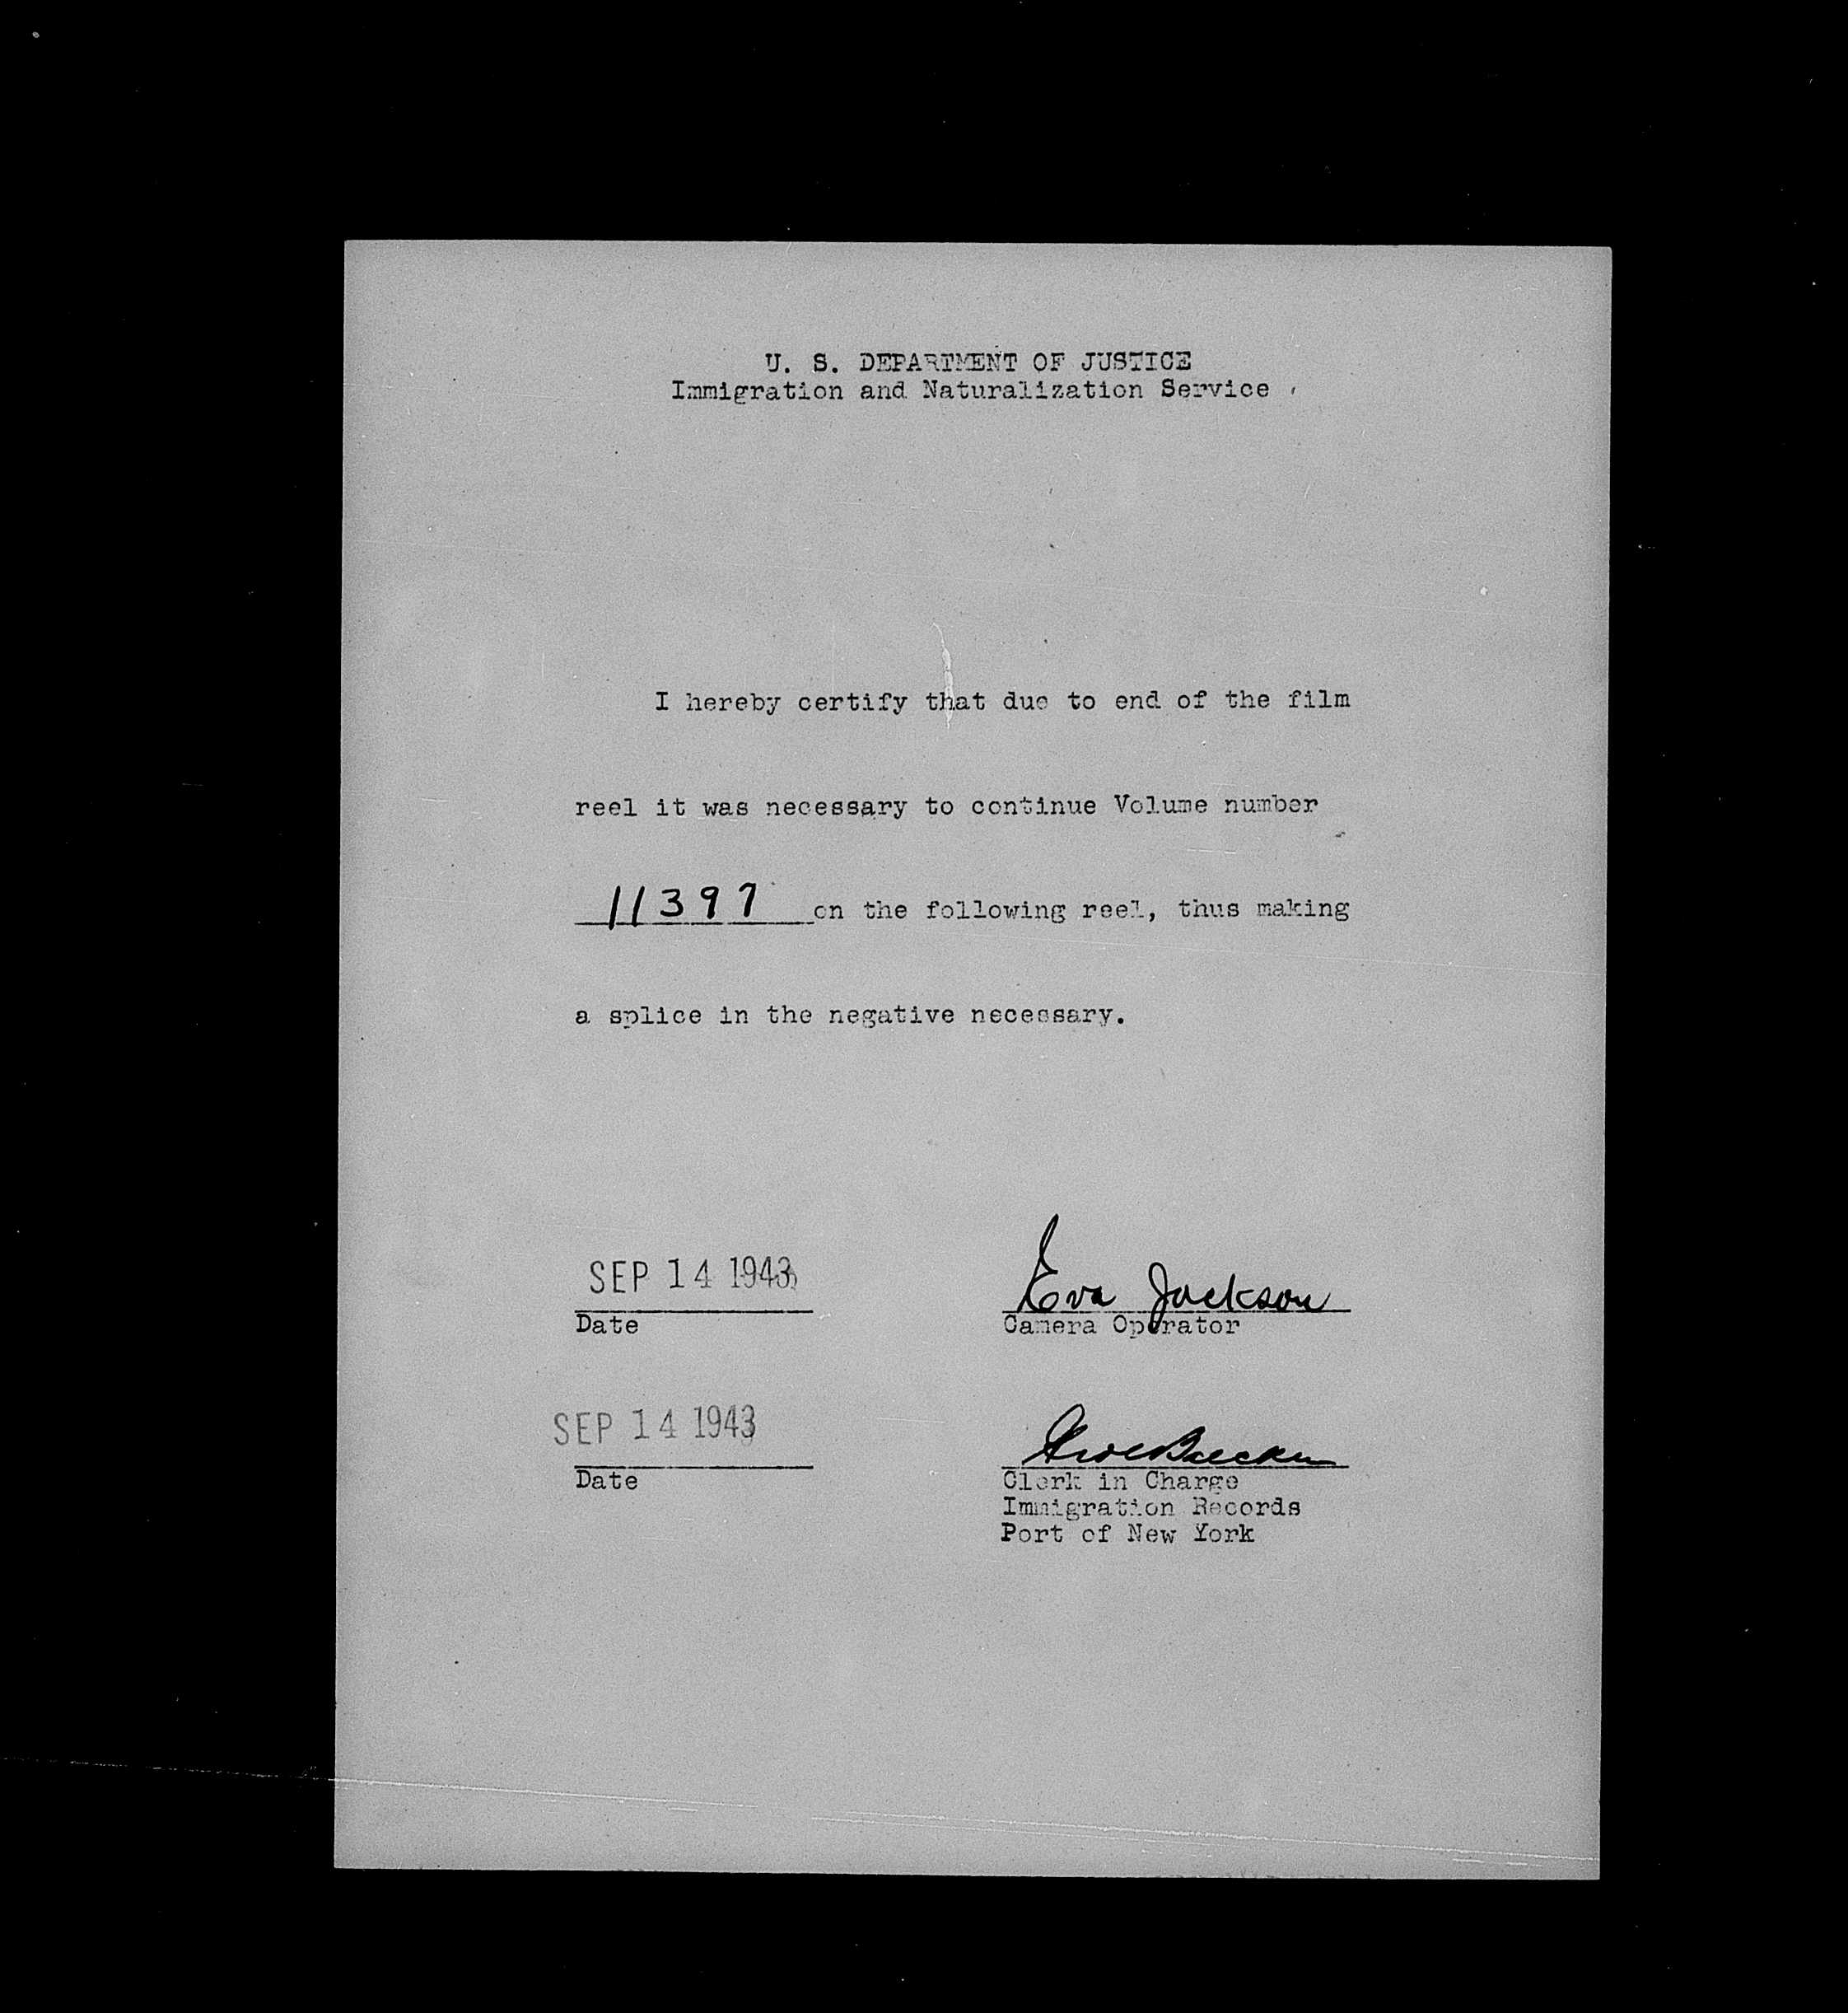 U. S. DEPARTMENT OF JUSTICE
Immigration and Naturalization Service
I hereby certify that due to end of the film
reel it was necessary to continue Volume number
11397 on the following reel, thus making
a splice in the negative necessary.
SEP 14 1943 Eva Jackson
Date Camera Operator
SEP 14 1943
Date Clerk in Charge
Immigration Records
Port of New York